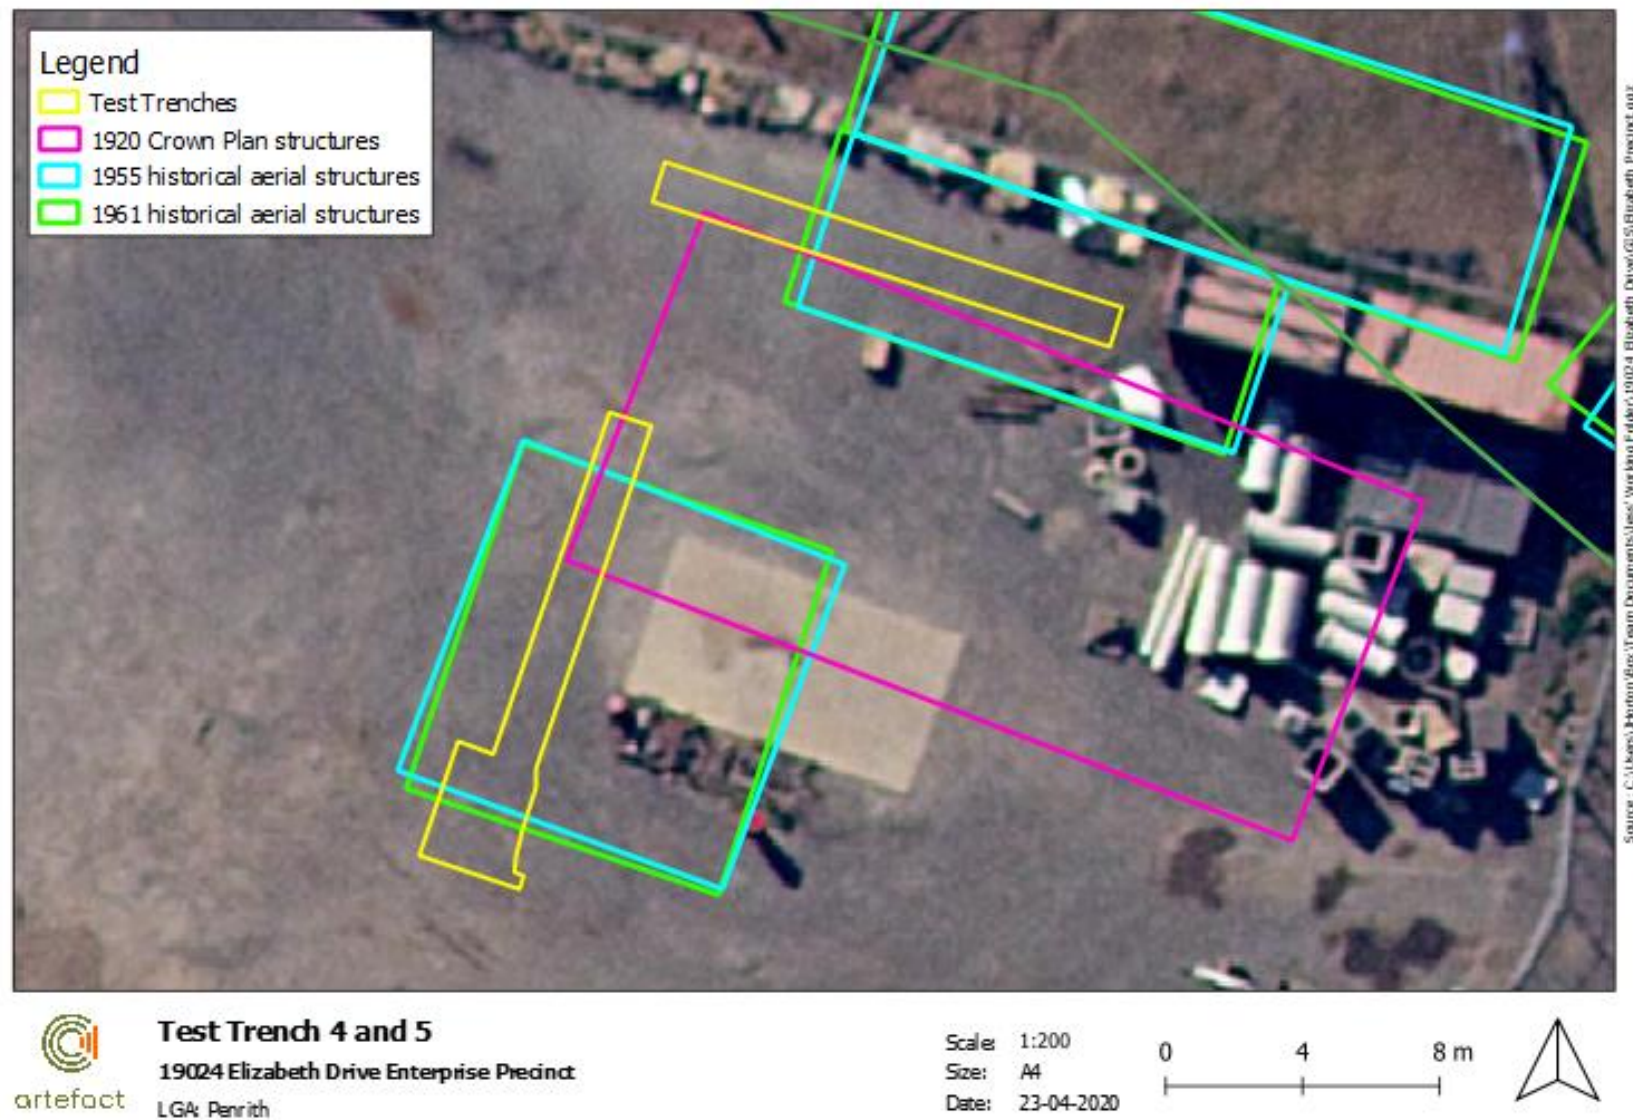 Legend
Test Trenches
1920 Crown Plan structures
1955 historical aerial structures
1961 historical aerial structures
artefact
Test Trench 4 and 5
19024 Elizabeth Drive Enterprise Precinct
LGA: Penrith
Scale: 1:200
Size: A4
Date: 23-04-2020
0 4 8 m